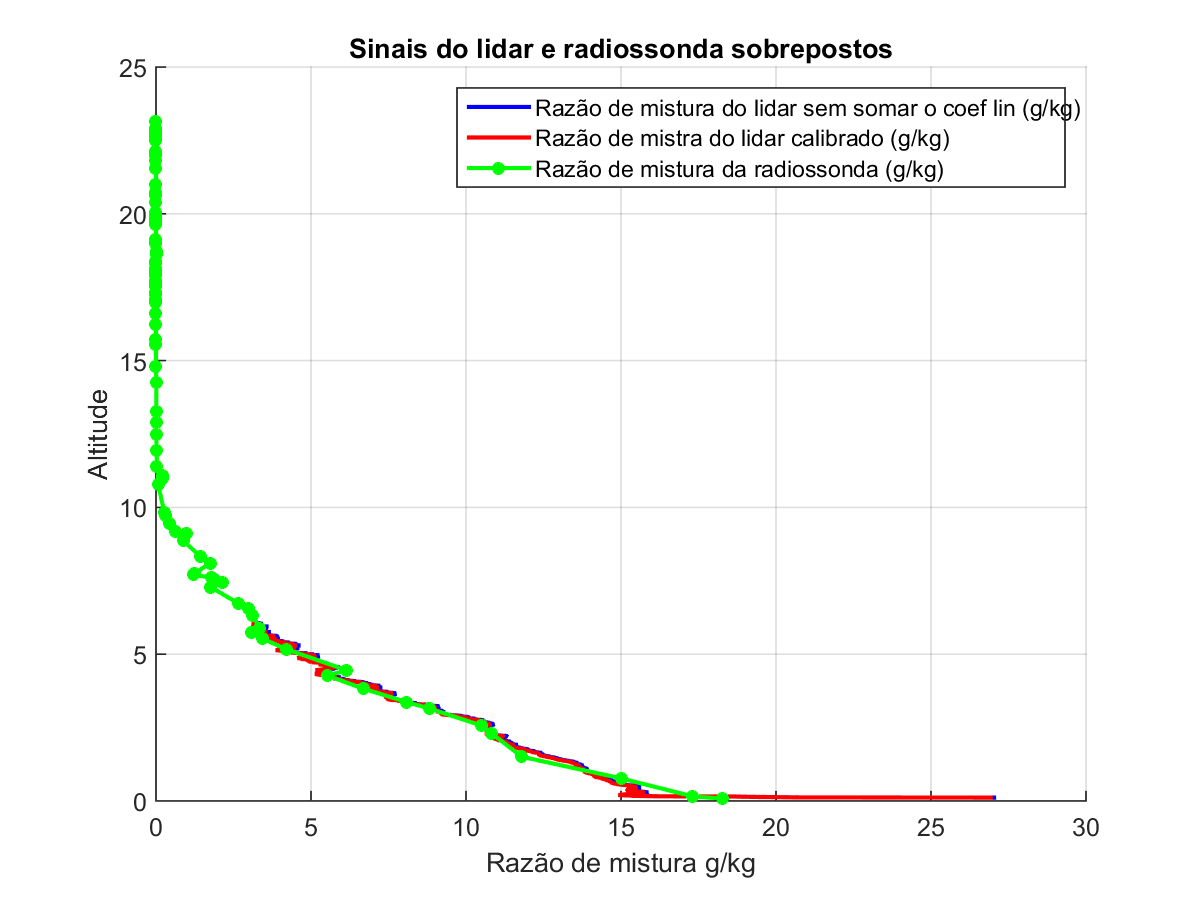 Sinais do lidar e radiossonda sobrepostos
25
Razão de mistura do lidar sem somar o coef lin (g/kg)
Razão de mistra do lidar calibrado (g/kg)
Razão de mistura da radiossonda (g/kg)
20
15
Altitude
10
5
0
0 5 10 15 20 25 30
Razão de mistura g/kg